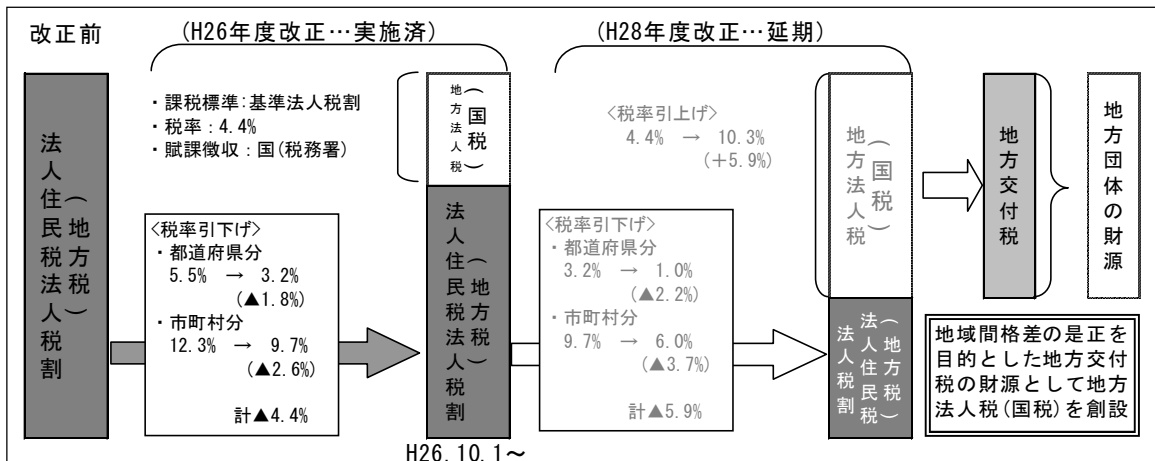 改正前
(H26年度改正…実施済)
(H28年度改正…延期)
法人住民税法人税割
(地方税)
・課税標準:基準法人税割
・税率:4.4%
・賦課徴収:国(税務署)
<税率引下げ>
・都道府県分
5.5% → 3.2%
(▲1.8%)
・市町村分
12.3% → 9.7%
(▲2.6%)
計▲4.4%
地方法人税
(国税)
法人住民税法人税割
(地方税)
H26.10.1～
<税率引上げ>
4.4% → 10.3%
(+5.9%)
<税率引下げ>
・都道府県分
3.2% → 1.0%
(▲2.2%)
・市町村分
9.7% → 6.0%
(▲3.7%)
計▲5.9%
地方法人税
(国税)
(地方税)
法人住民税
法人税割
地方交付税
地方団体の財源
地域間格差の是正を
目的とした地方交付
税の財源として地方
法人税(国税)を創設